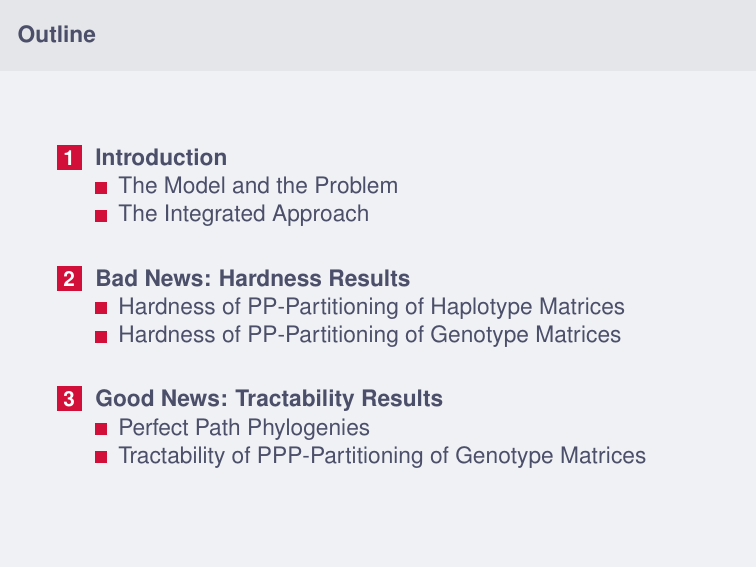 Outline
1 Introduction
The Model and the Problem
The Integrated Approach
2 Bad News: Hardness Results
Hardness of PP-Partitioning of Haplotype Matrices
Hardness of PP-Partitioning of Genotype Matrices
3 Good News: Tractability Results
Perfect Path Phylogenies
Tractability of PPP-Partitioning of Genotype Matrices